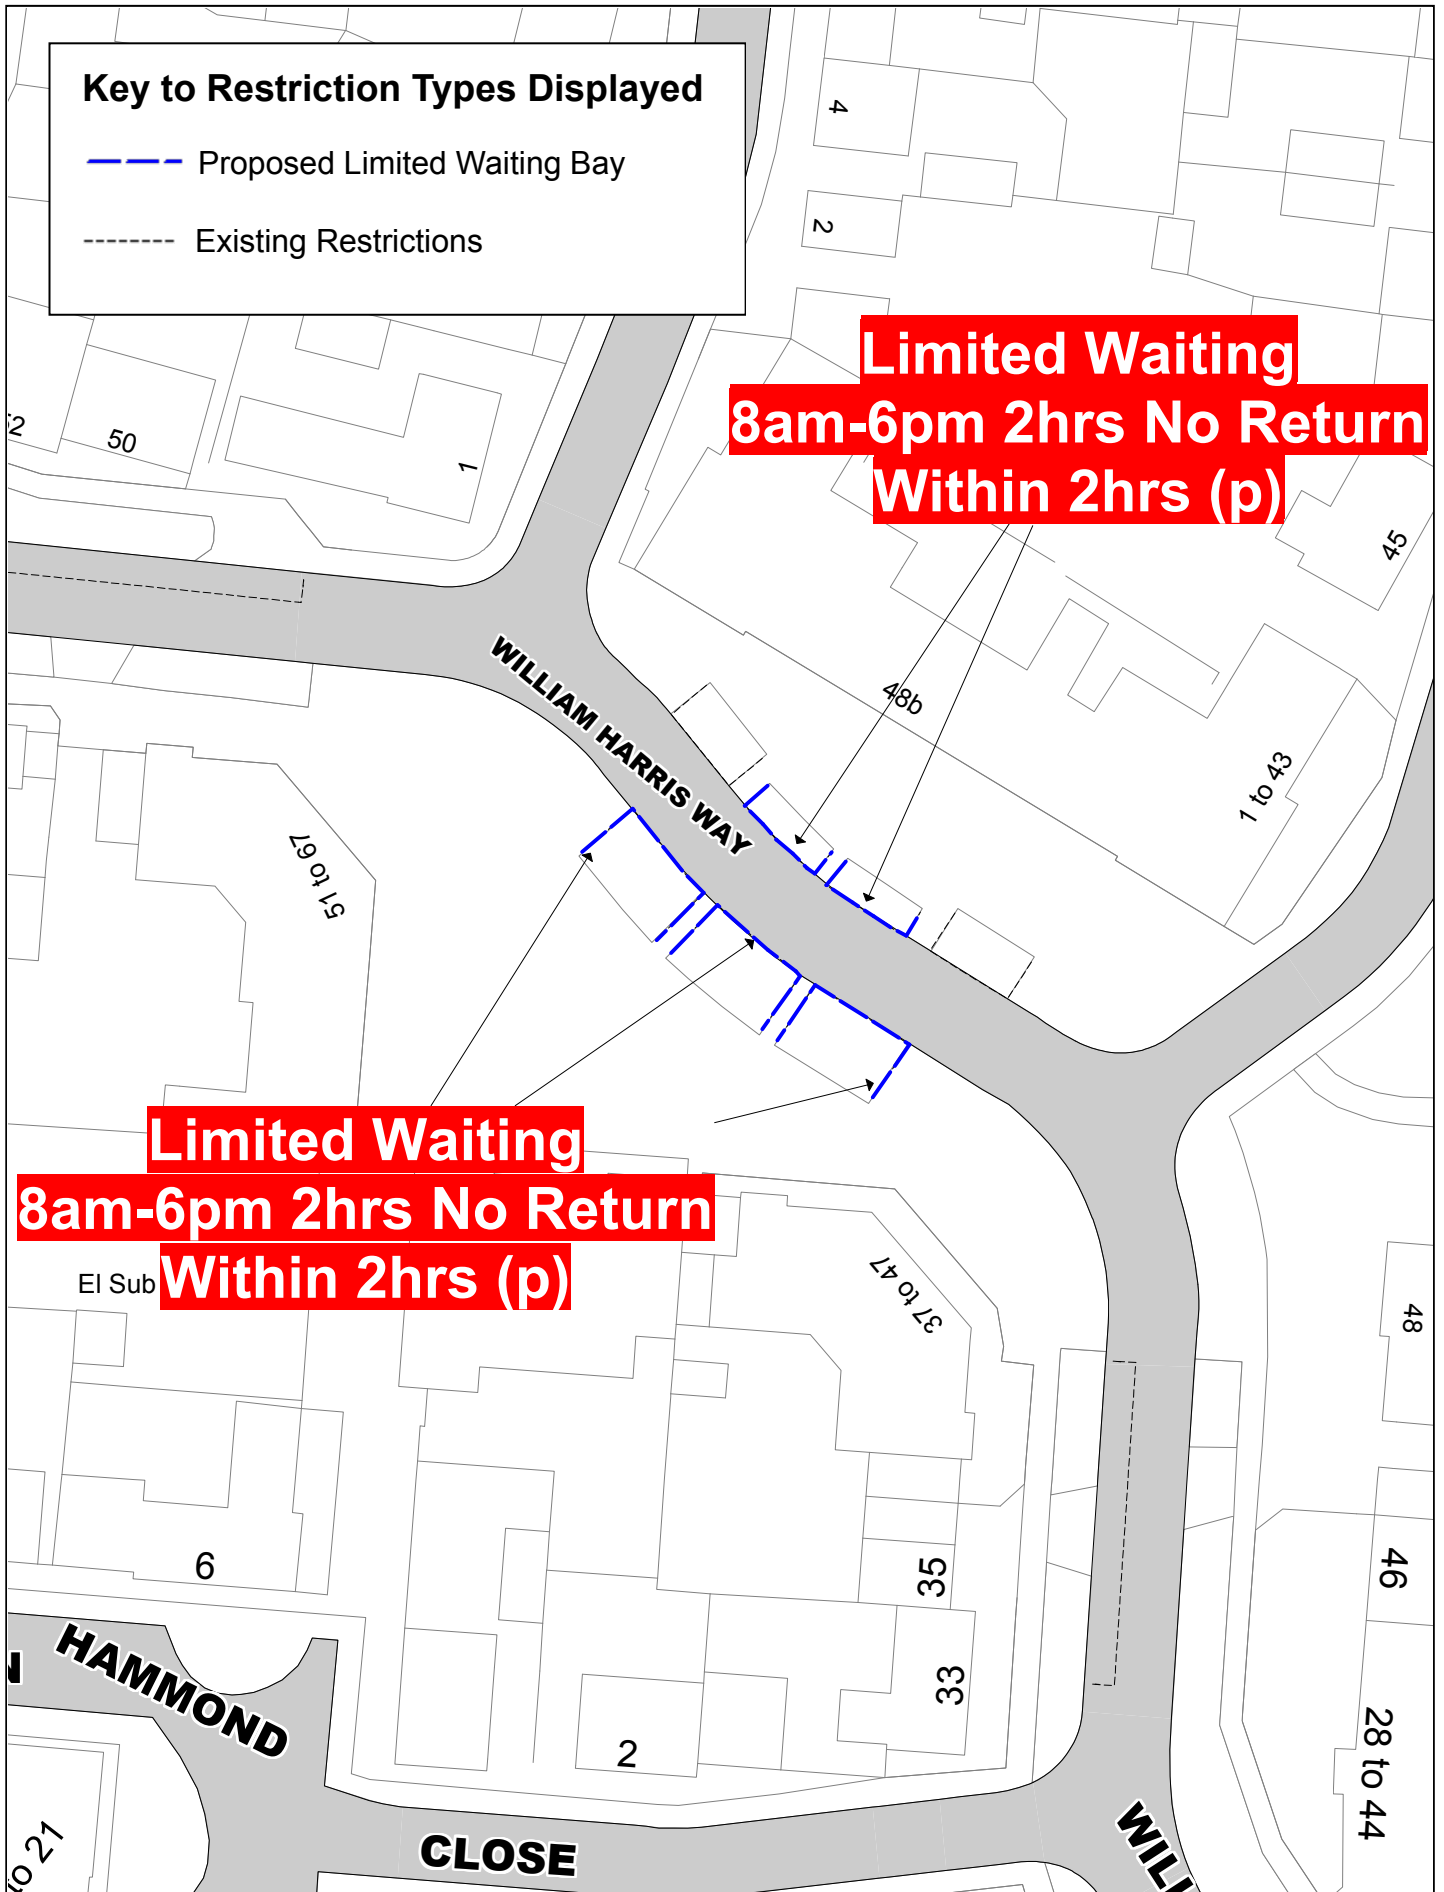 Key to Restriction Types Displayed
Proposed Limited Waiting Bay
Existing Restrictions
4
2
Limited Waiting
8am-6pm 2hrs No Return
Within 2hrs (p)
50
1
45
WILLIAM HARRIS WAY
48b
1 to 43
51 to 67
Limited Waiting
8am-6pm 2hrs No Return
Within 2hrs (p)
El Sub
37 to 47
48
6
35
46
HAMMOND
33
2
28 to 44
to 21
CLOSE
WILL